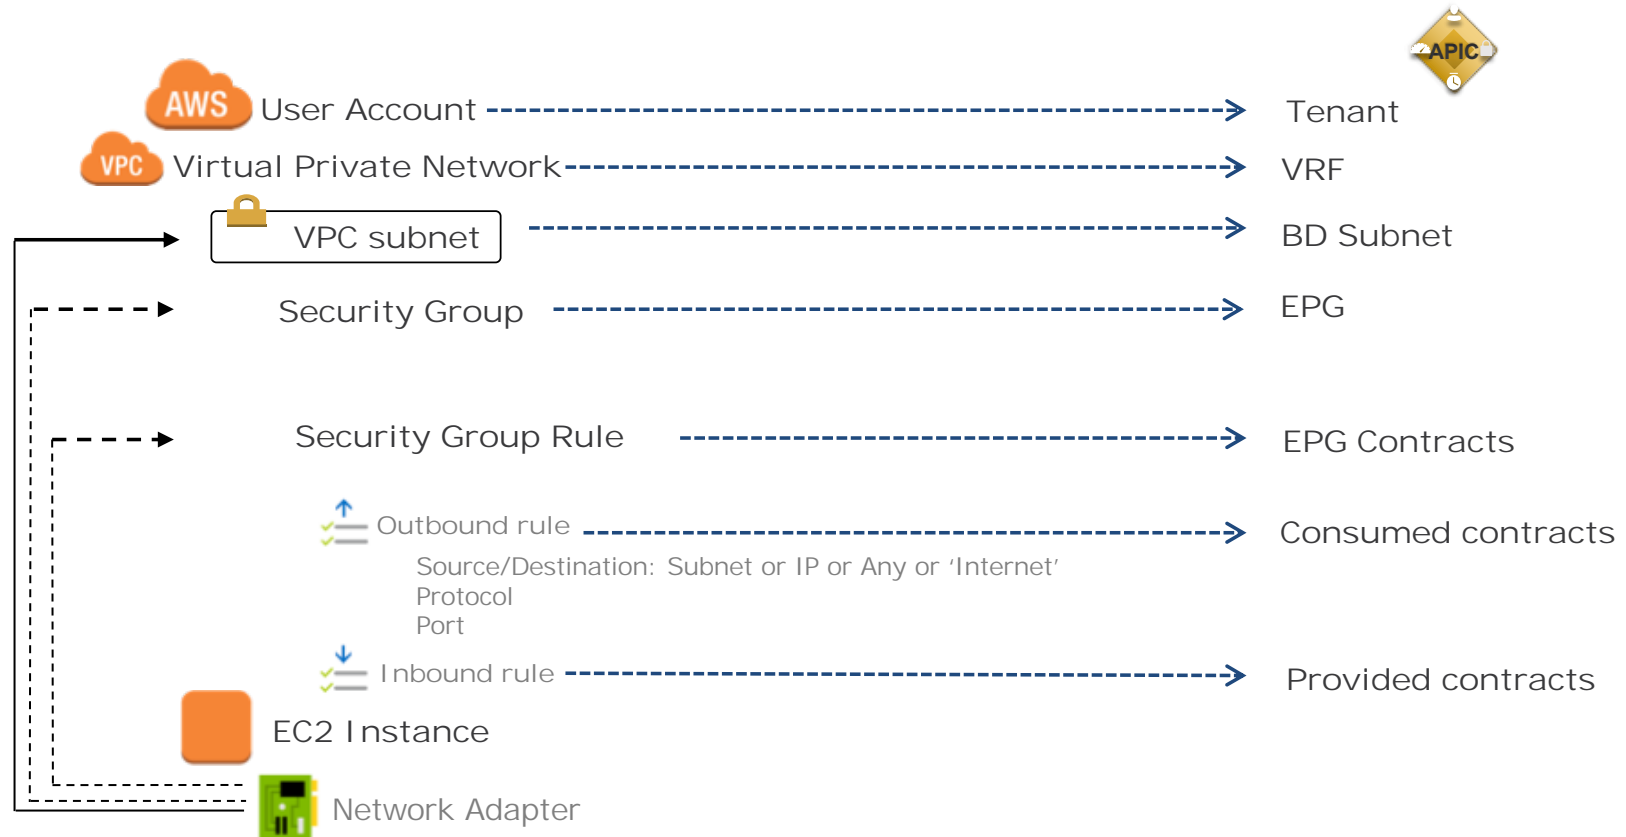 APIC
AWS User Account Tenant
VPC Virtual Private Network VRF
VPC subnet BD Subnet
Security Group EPG
Security Group Rule EPG Contracts
Outbound rule Consumed contracts
Source/Destination: Subnet or IP or Any or ‘Internet’
Protocol
Port
Inbound rule Provided contracts
EC2 Instance
Network Adapter